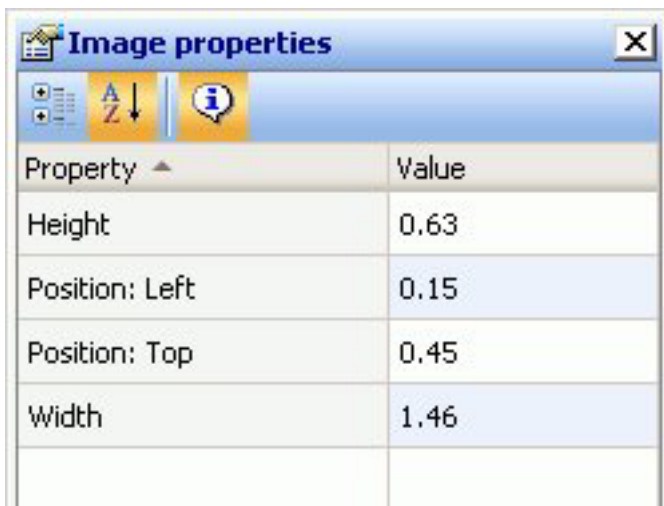 Image properties
A
Z
Property Value
Height 0.63
Position: Left 0.15
Position: Top 0.45
Width 1.46